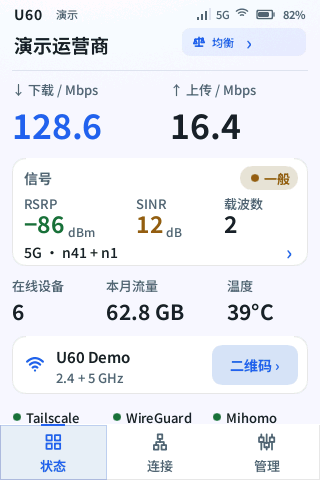 U60 演示 5G 82%
演示运营商 均衡 ›
↓ 下载 / Mbps ↑ 上传 / Mbps
128.6 16.4
信号 一般
RSRP SINR 载波数
−86 dBm 12 dB 2
5G · n41 + n1 ›
在线设备 本月流量 温度
6 62.8 GB 39°C
U60 Demo
2.4 + 5 GHz 二维码 ›
Tailscale WireGuard Mihomo
状态 连接 管理